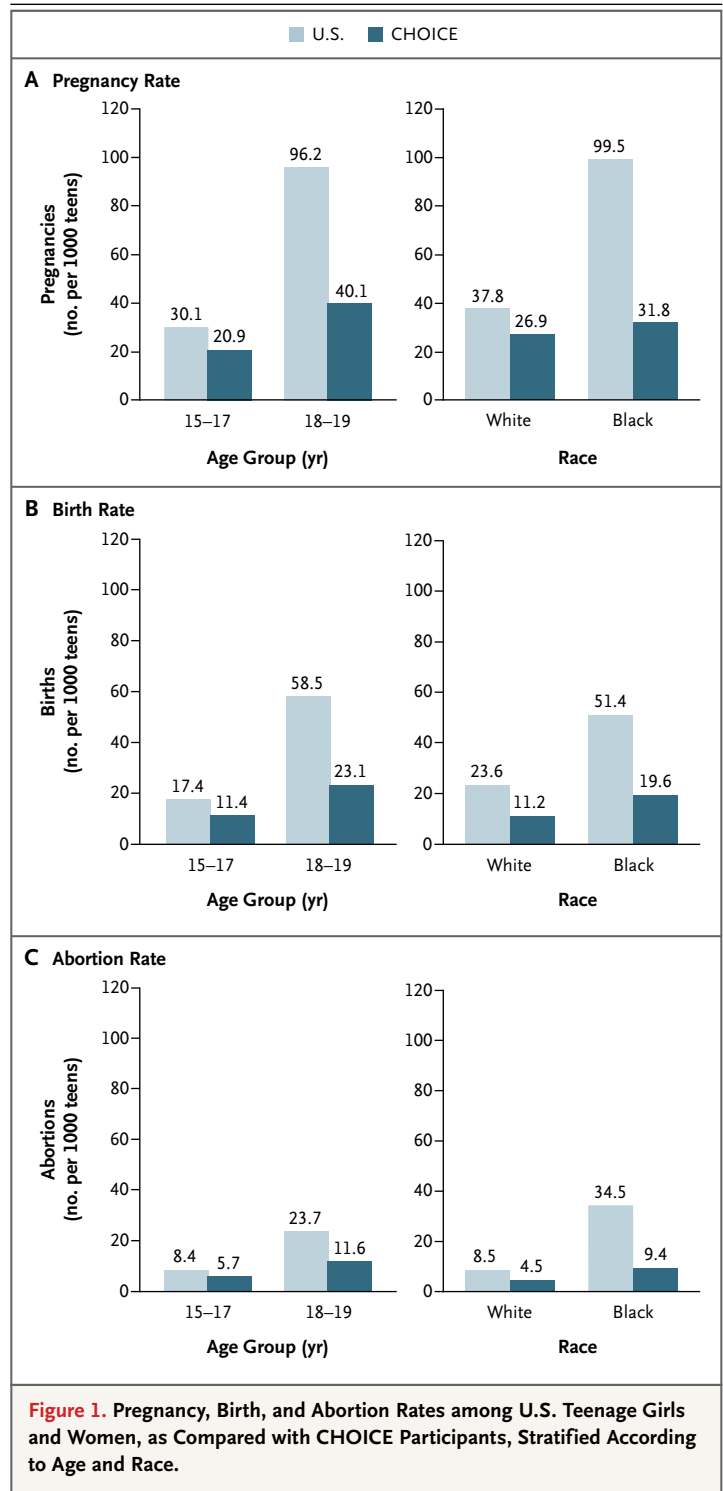 U.S. CHOICE
A Pregnancy Rate
Pregnancies
(no. per 1000 teens)
120
100
80
60
40
20
0
30.1
20.9
96.2
40.1
15–17
18–19
Age Group (yr)
120
100
80
60
40
20
0
37.8
26.9
99.5
31.8
White
Black
Race
B Birth Rate
Births
(no. per 1000 teens)
120
100
80
60
40
20
0
17.4
11.4
58.5
23.1
15–17
18–19
Age Group (yr)
120
100
80
60
40
20
0
23.6
11.2
51.4
19.6
White
Black
Race
C Abortion Rate
Abortions
(no. per 1000 teens)
120
100
80
60
40
20
0
8.4
5.7
23.7
11.6
15–17
18–19
Age Group (yr)
120
100
80
60
40
20
0
8.5
4.5
34.5
9.4
White
Black
Race
Figure 1. Pregnancy, Birth, and Abortion Rates among U.S. Teenage Girls
and Women, as Compared with CHOICE Participants, Stratified According
to Age and Race.